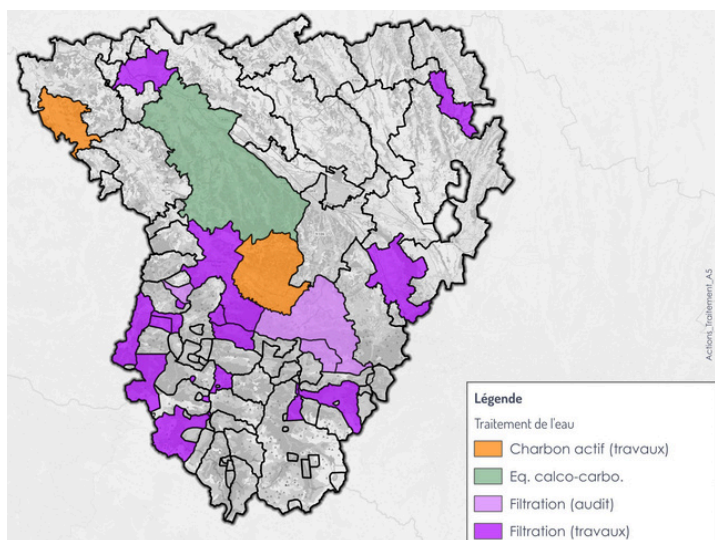 Actions_Traitement_A5
Légende
Traitement de l'eau
Charbon actif (travaux)
Eq. calco-carbo.
Filtration (audit)
Filtration (travaux)